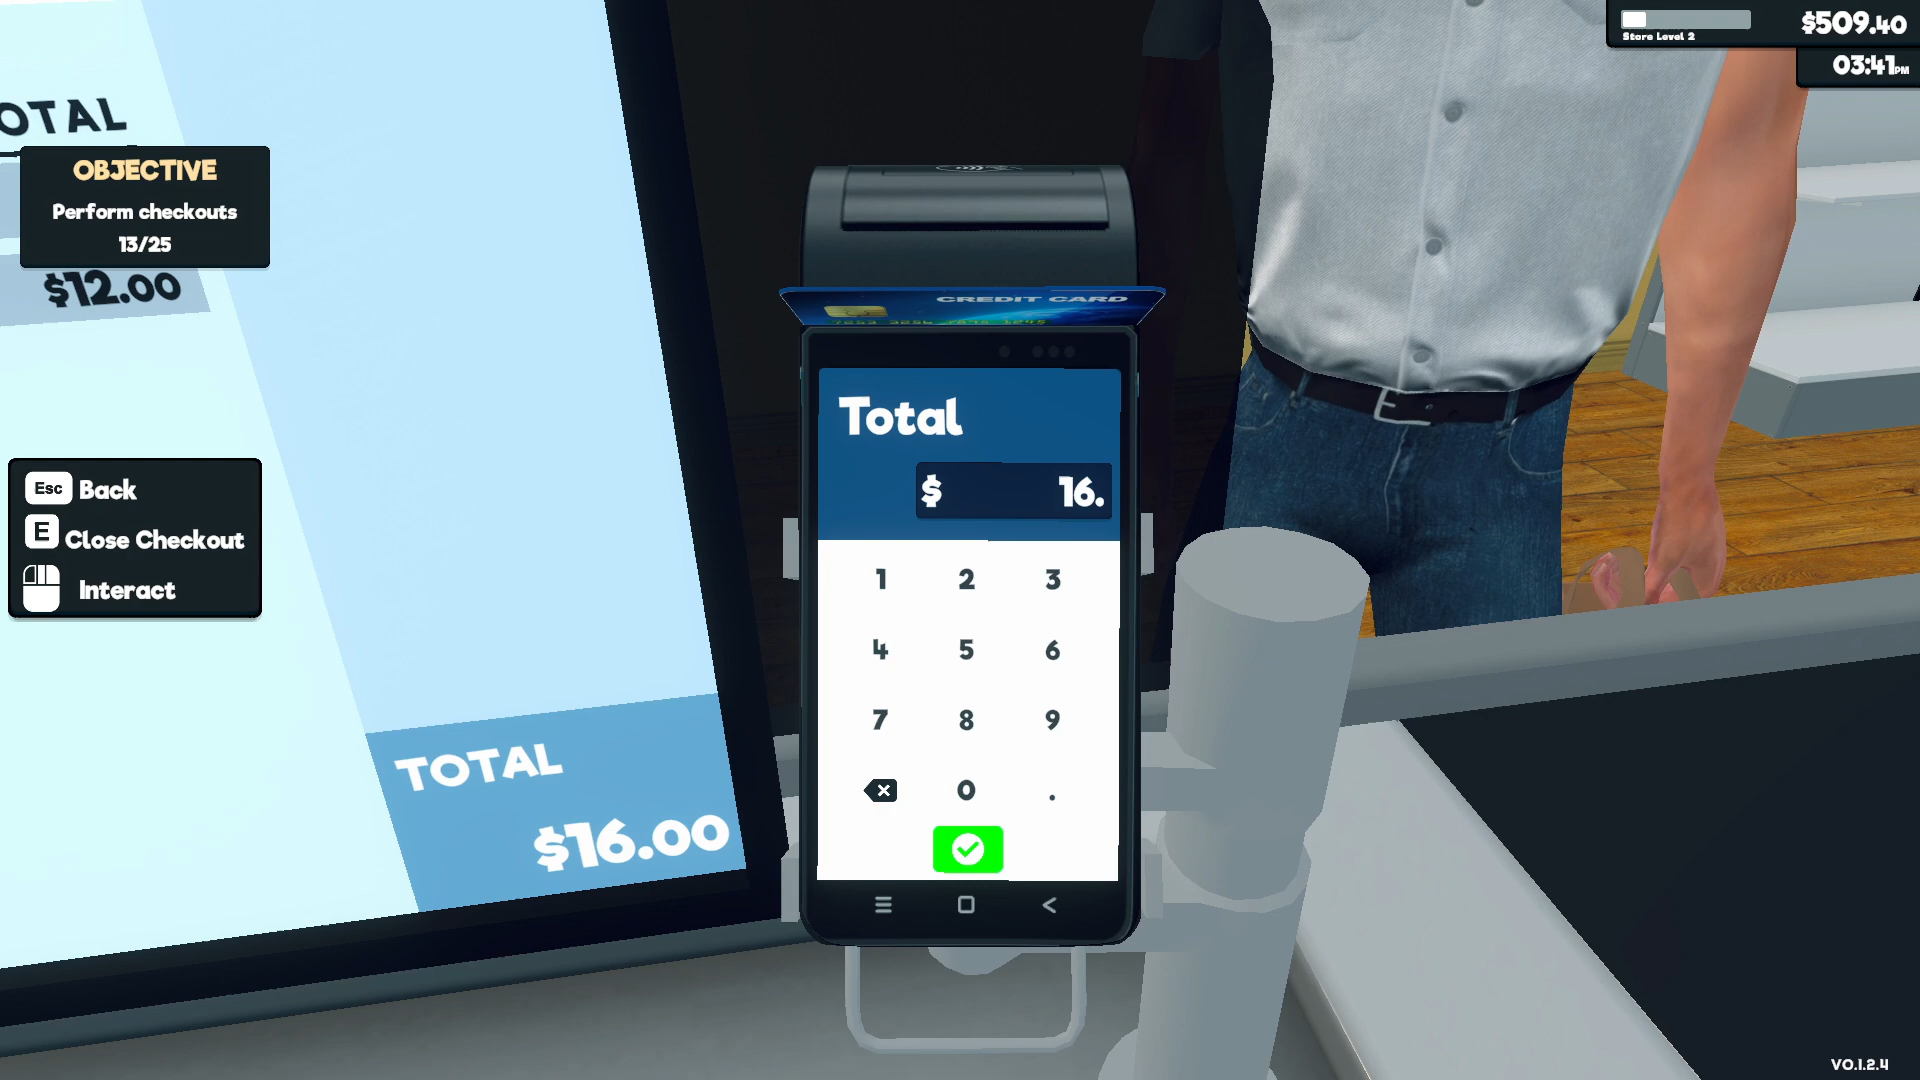 $509.40
Store Level 2
03:41PM
OTAL
OBJECTIVE
Perform checkouts
13/25
$12.00
CREDIT CARD
Total
$ 16.
Esc Back
E Close Checkout
Interact
1 2 3
4 5 6
7 8 9
0 .
TOTAL
$16.00
V0.1.2.4